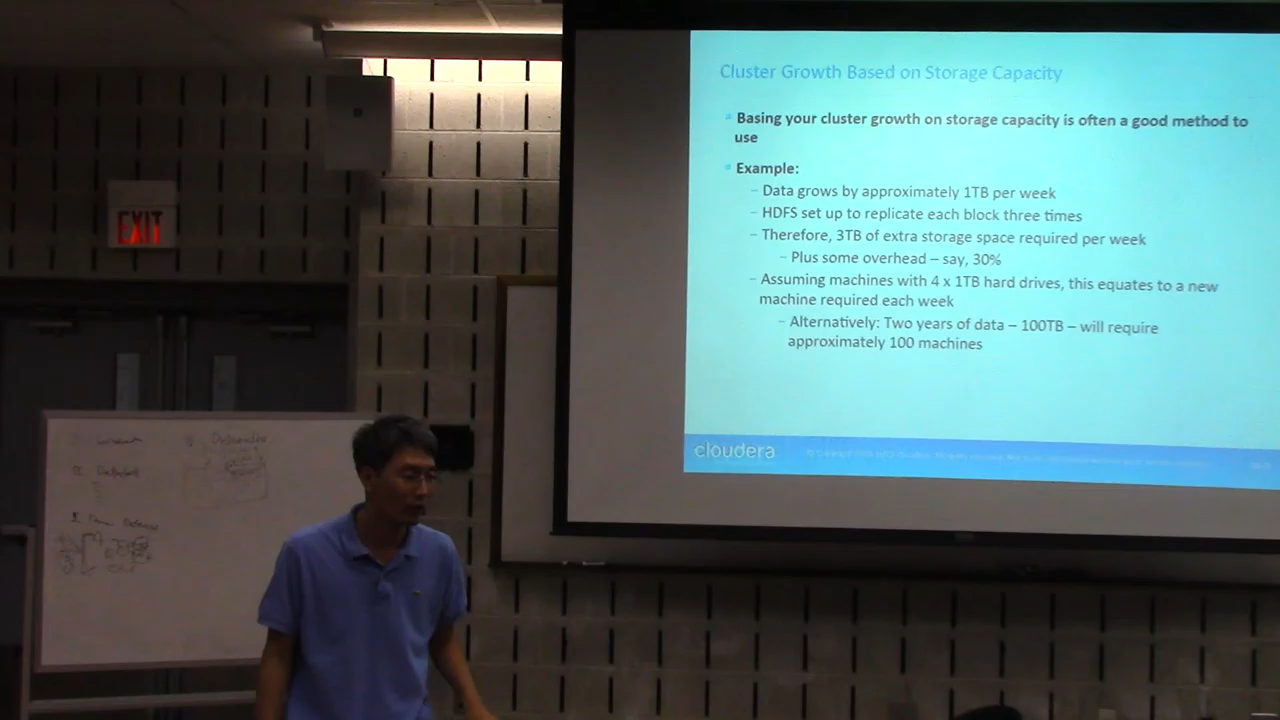 Cluster Growth Based on Storage Capacity
Basing your cluster growth on storage capacity is often a good method to
use
Example:
– Data grows by approximately 1TB per week
– HDFS set up to replicate each block three times
– Therefore, 3TB of extra storage space required per week
– Plus some overhead – say, 30%
– Assuming machines with 4 x 1TB hard drives, this equates to a new
machine required each week
– Alternatively: Two years of data – 100TB – will require
approximately 100 machines
cloudera
EXIT